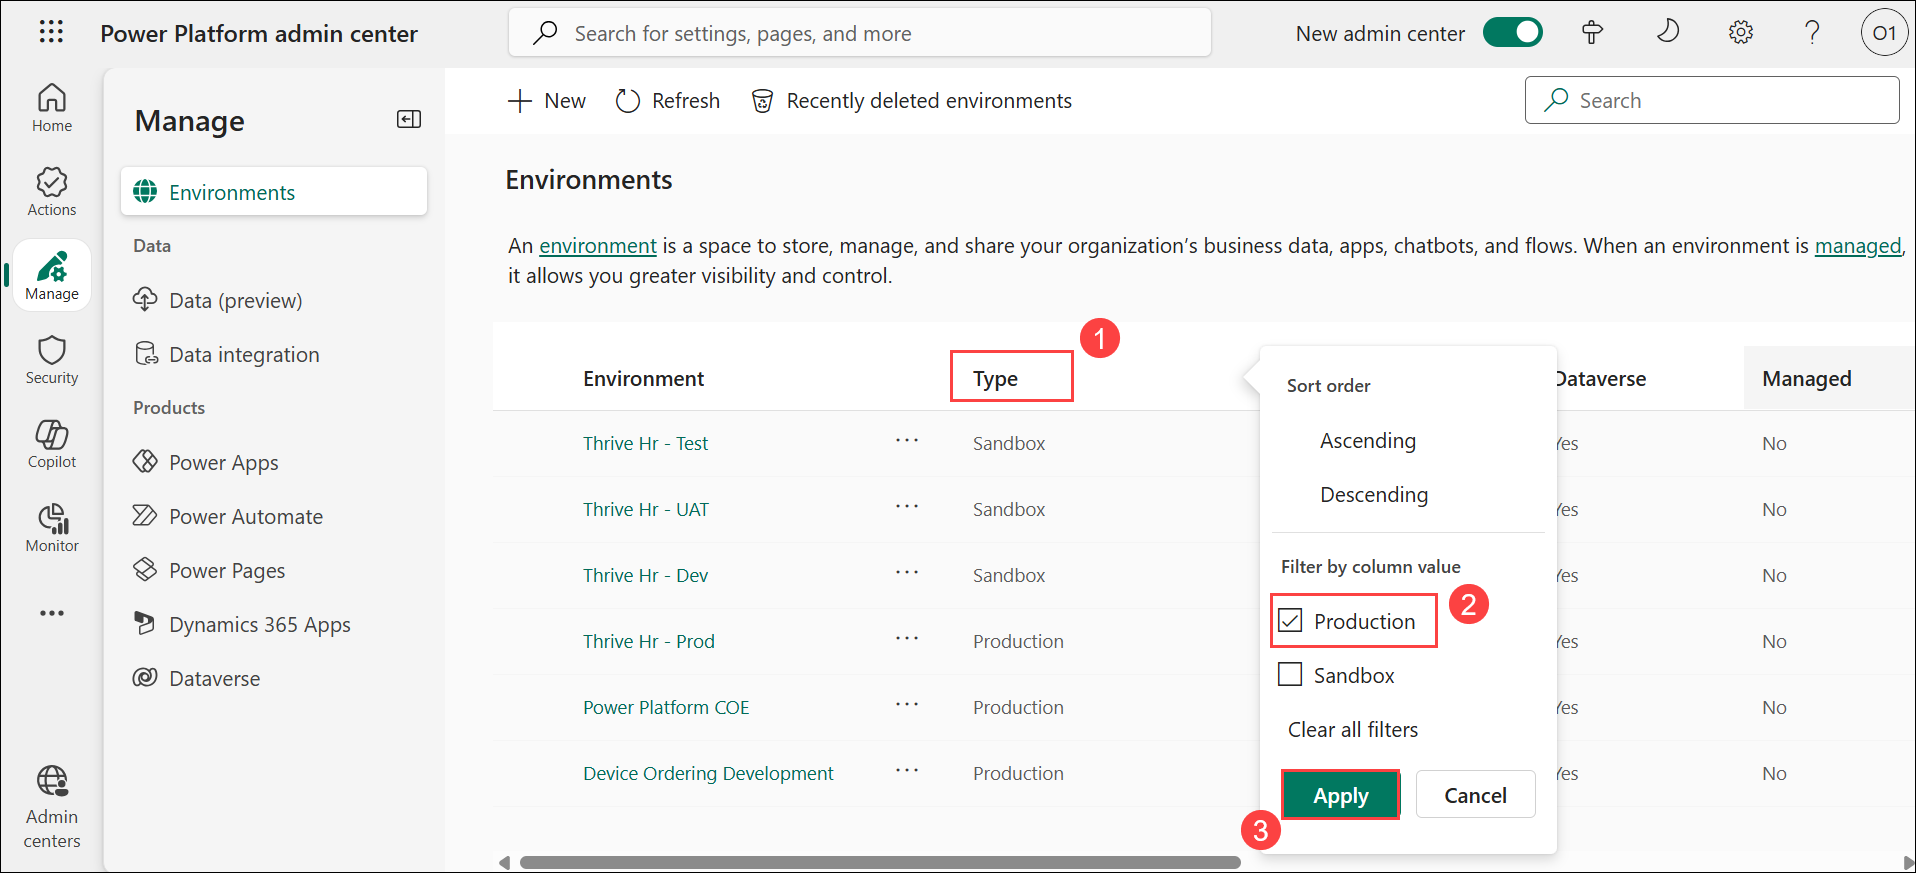 Power Platform admin center
Search for settings, pages, and more
New admin center
O1
Home
Actions
Manage
Security
Copilot
Monitor
Admin
centers
Manage
Environments
Data
Data (preview)
Data integration
Products
Power Apps
Power Automate
Power Pages
Dynamics 365 Apps
Dataverse
New Refresh Recently deleted environments Search
Environments
An environment is a space to store, manage, and share your organization's business data, apps, chatbots, and flows. When an environment is managed,
it allows you greater visibility and control.
Environment Type 1 Dataverse Managed
Thrive Hr - Test Sandbox Yes No
Thrive Hr - UAT Sandbox Yes No
Thrive Hr - Dev Sandbox Yes No
Thrive Hr - Prod Production Yes No
Power Platform COE Production Yes No
Device Ordering Development Production Yes No
Sort order
Ascending
Descending
Filter by column value
Production 2
Sandbox
Clear all filters
Apply Cancel
3